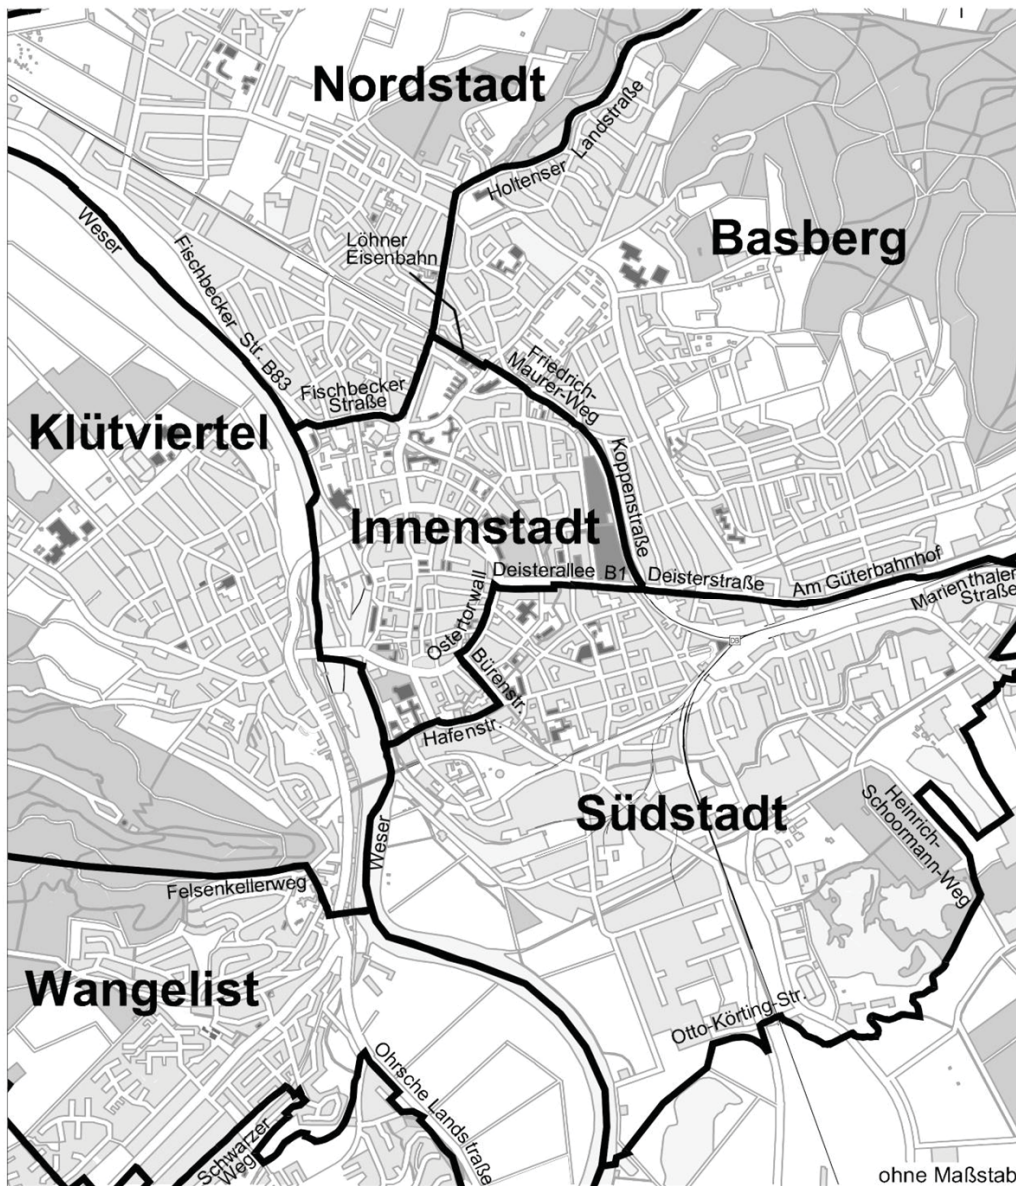 Nordstadt
Holtenser Landstraße
Basberg
Weser
Fischbecker Str. B83
Löhner
Eisenbahn
Friedrich-
Maurer-Weg
Fischbecker
Straße
Klütviertel
Koppenstraße
Innenstadt
Deisterallee B1
Deisterstraße
Am Güterbahnhof
Marienthaler
Straße
Ostertorwall
Bürenstr.
Hafenstr.
Südstadt
Heinrich-
Schoormann-Weg
Weser
Felsenkellerweg
Wangelist
Otto-Körting-Str.
Ohrsche Landstraße
Schwarzer
Weg
ohne Maßstab